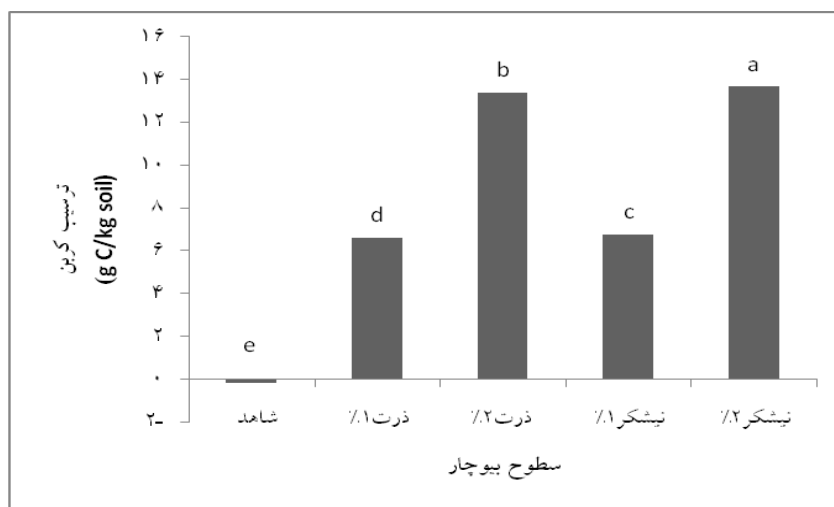 ۱۶
۱۴
۱۲
۱۰
۸
۶
۴
۲
۰
۲-
ترسیب کربن
(g C/kg soil)
e
d
b
c
a
شاهد
ذرت۱٪
ذرت۲٪
نیشکر۱٪
نیشکر۲٪
سطوح بیوچار